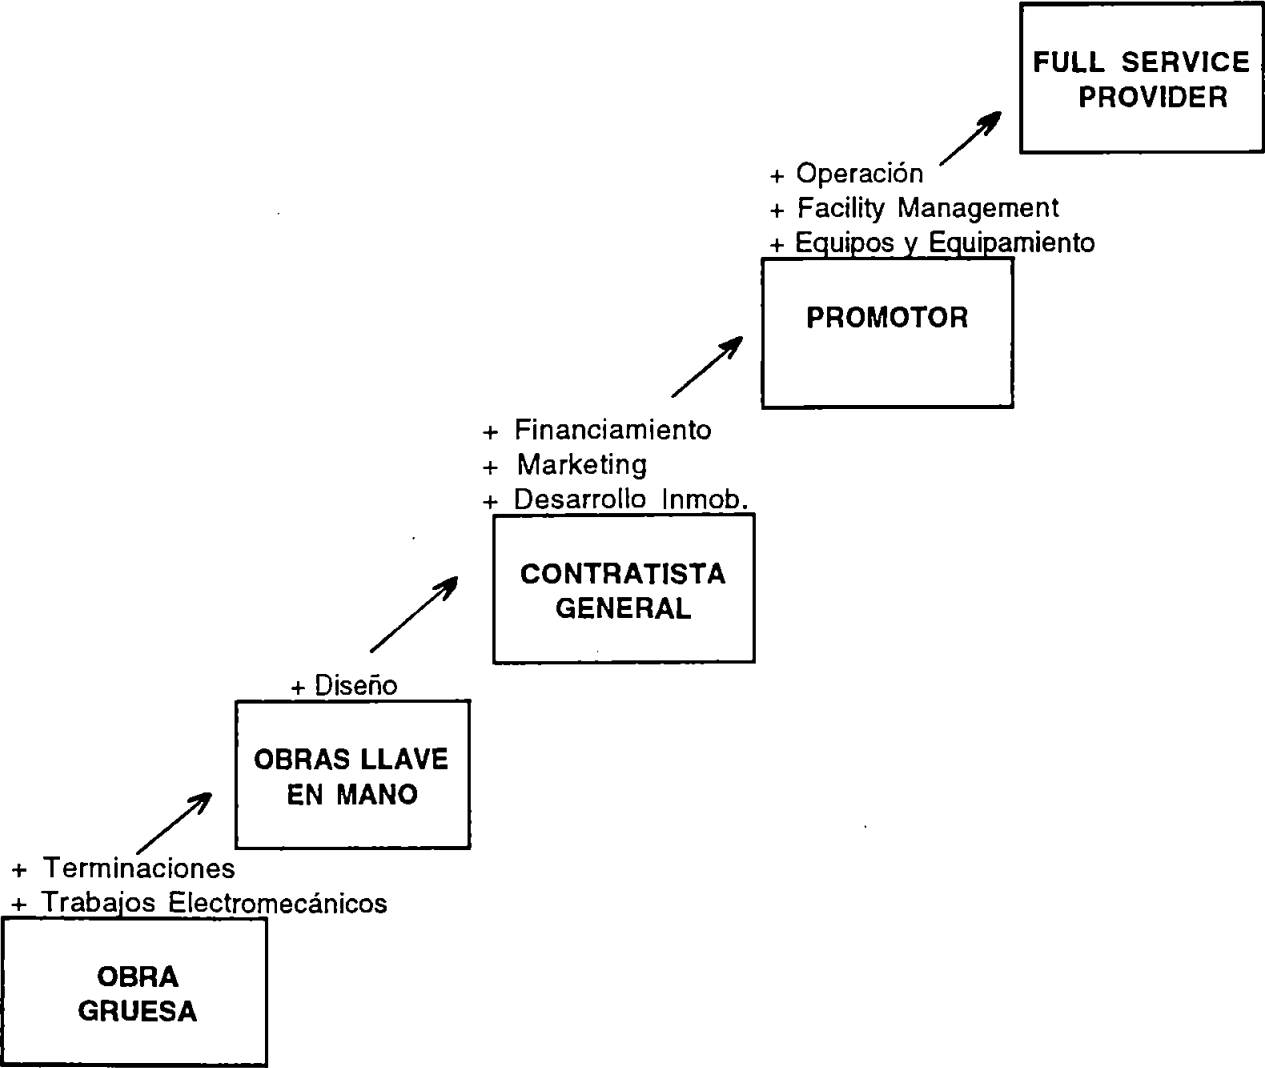 FULL SERVICE
PROVIDER
+ Operación
+ Facility Management
+ Equipos y Equipamiento
PROMOTOR
+ Financiamiento
+ Marketing
+ Desarrollo Inmob.
CONTRATISTA
GENERAL
+ Diseño
OBRAS LLAVE
EN MANO
+ Terminaciones
+ Trabajos Electromecánicos
OBRA
GRUESA